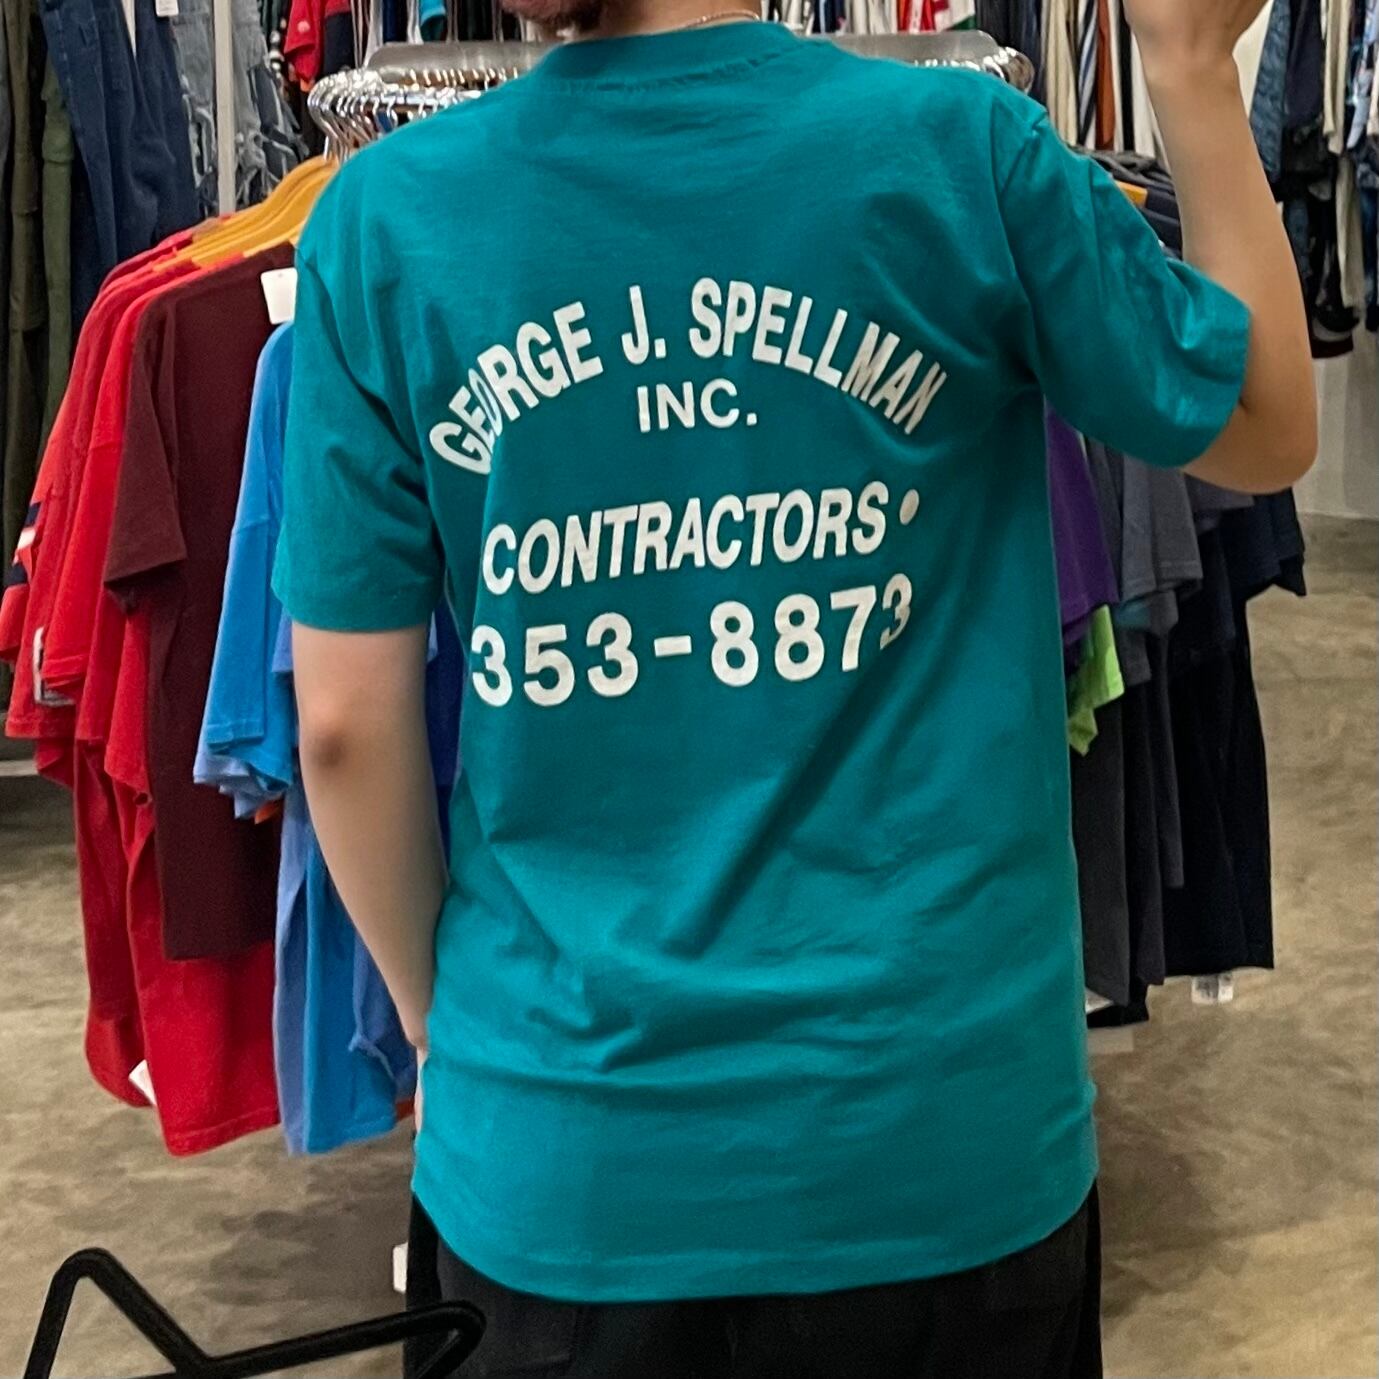 GEORGE J. SPELLMAN
INC.
CONTRACTORS•
353-8873